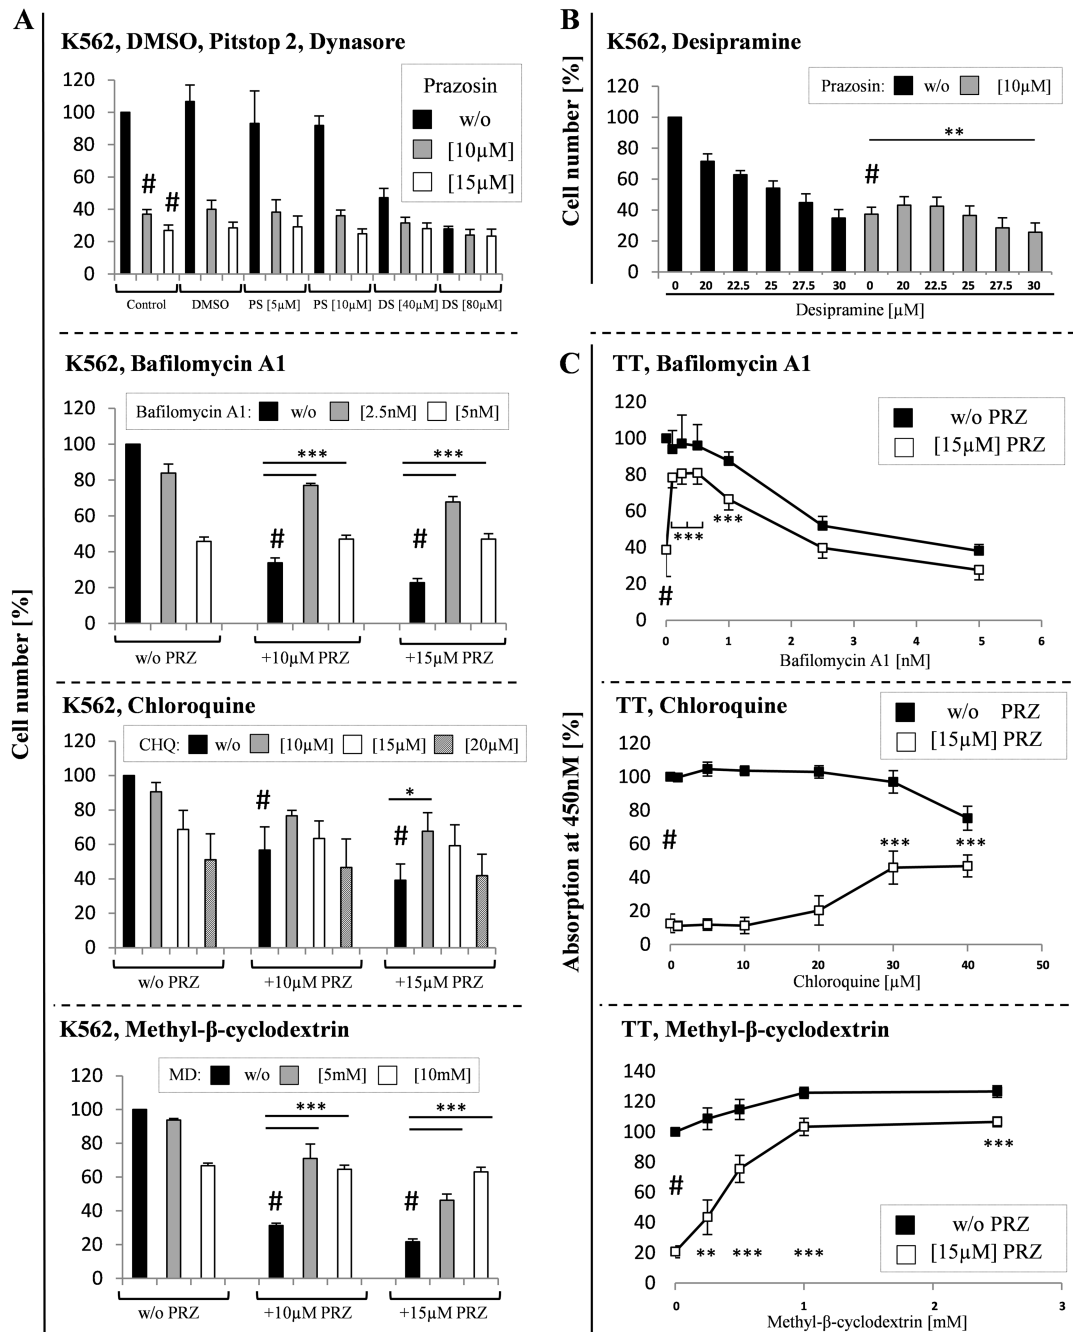 A
K562, DMSO, Pitstop 2, Dynasore
Prazosin
w/o
[10µM]
[15µM]
120
100
80
60
40
20
0
# #
Control DMSO PS [5µM] PS [10µM] DS [40µM] DS [80µM]
Cell number [%]
K562, Bafilomycin A1
Bafilomycin A1: w/o [2.5nM] [5nM]
120
100
80
60
40
20
0
*** ***
# #
w/o PRZ +10µM PRZ +15µM PRZ
K562, Chloroquine
CHQ: w/o [10µM] [15µM] [20µM]
120
100
80
60
40
20
0
*
# #
w/o PRZ +10µM PRZ +15µM PRZ
K562, Methyl-β-cyclodextrin
MD: w/o [5mM] [10mM]
120
100
80
60
40
20
0
*** ***
# #
w/o PRZ +10µM PRZ +15µM PRZ
B
K562, Desipramine
Prazosin: w/o [10µM]
Cell number [%]
120
100
80
60
40
20
0
**
#
0 20 22.5 25 27.5 30 0 20 22.5 25 27.5 30
Desipramine [µM]
C
TT, Bafilomycin A1
w/o PRZ
[15µM] PRZ
120
100
80
60
40
20
0
*** ***
#
0 1 2 3 4 5 6
Bafilomycin A1 [nM]
Absorption at 450nM [%]
TT, Chloroquine
w/o PRZ
[15µM] PRZ
120
100
80
60
40
20
0
#
*** ***
0 10 20 30 40 50
Chloroquine [µM]
TT, Methyl-β-cyclodextrin
140
120
100
80
60
40
20
0
#
** *** *** ***
w/o PRZ
[15µM] PRZ
0 1 2 3
Methyl-β-cyclodextrin [mM]